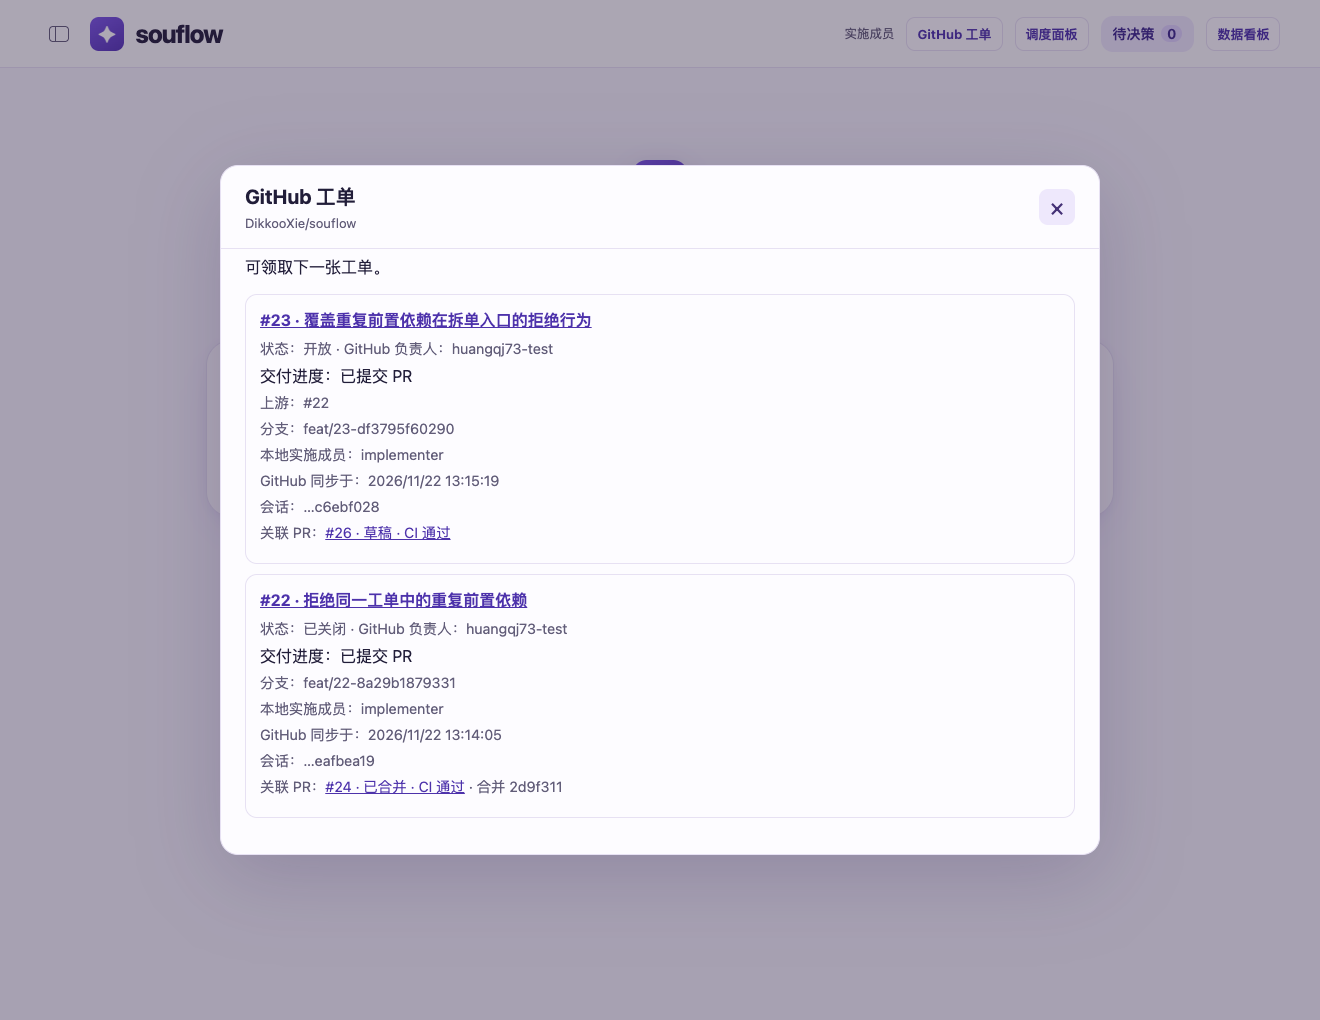 souflow
实施成员
GitHub 工单
调度面板
待决策 0
数据看板
GitHub 工单
DikkooXie/souflow
可领取下一张工单。
#23 · 覆盖重复前置依赖在拆单入口的拒绝行为
状态：开放 · GitHub 负责人：huangqj73-test
交付进度：已提交 PR
上游：#22
分支：feat/23-df3795f60290
本地实施成员：implementer
GitHub 同步于：2026/11/22 13:15:19
会话：…c6ebf028
关联 PR：#26 · 草稿 · CI 通过
#22 · 拒绝同一工单中的重复前置依赖
状态：已关闭 · GitHub 负责人：huangqj73-test
交付进度：已提交 PR
分支：feat/22-8a29b1879331
本地实施成员：implementer
GitHub 同步于：2026/11/22 13:14:05
会话：…eafbea19
关联 PR：#24 · 已合并 · CI 通过 · 合并 2d9f311